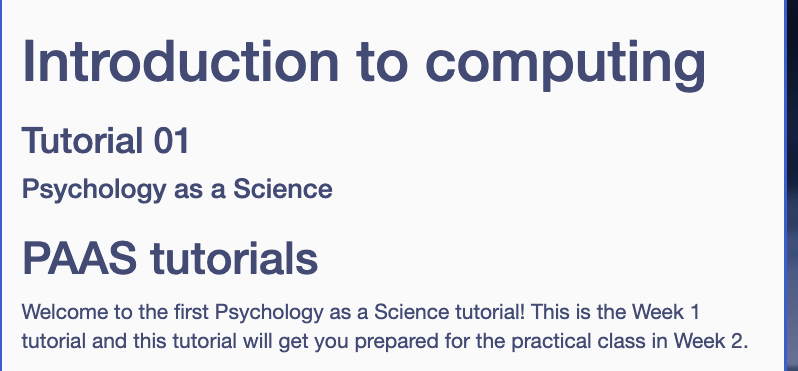 Introduction to computing
Tutorial 01
Psychology as a Science
PAAS tutorials
Welcome to the first Psychology as a Science tutorial! This is the Week 1
tutorial and this tutorial will get you prepared for the practical class in Week 2.